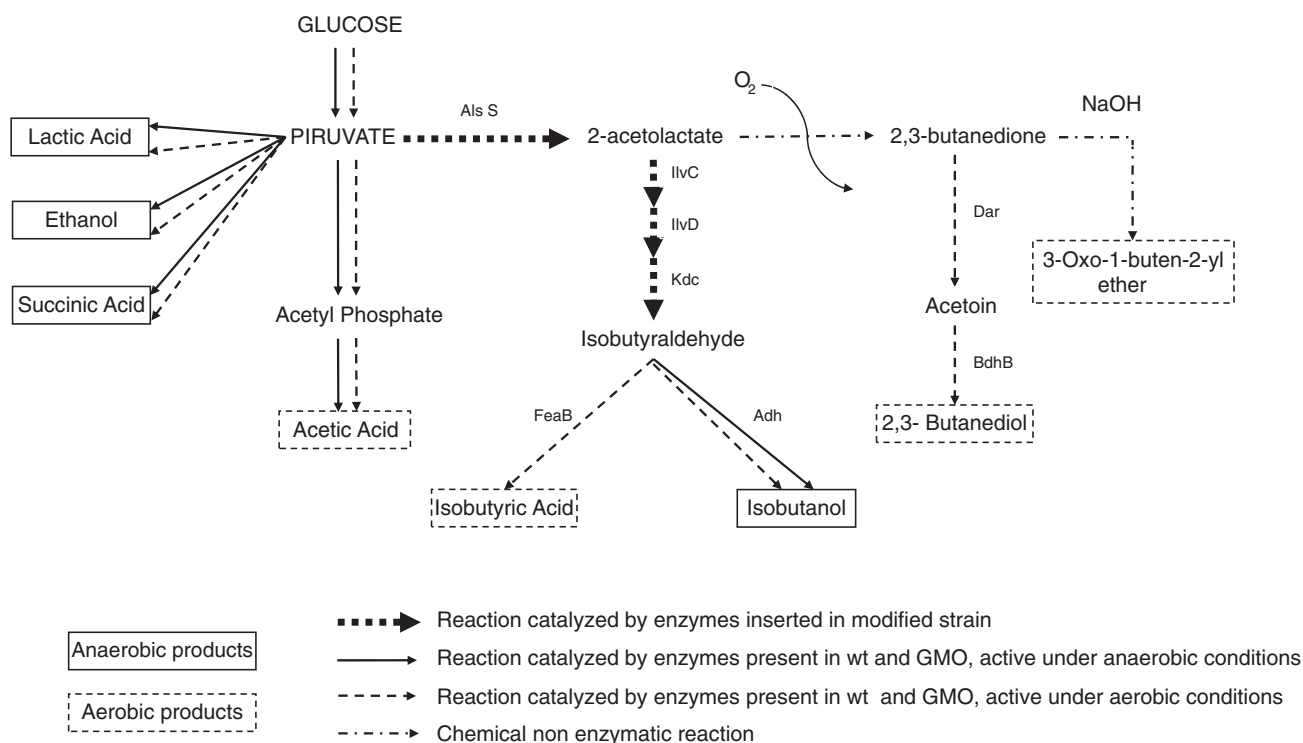 GLUCOSE
O2
NaOH
Als S
Lactic Acid
PIRUVATE
2-acetolactate
2,3-butanedione
IlvC
Ethanol
IlvD
Dar
3-Oxo-1-buten-2-yl
ether
Kdc
Succinic Acid
Acetyl Phosphate
Acetoin
Isobutyraldehyde
BdhB
FeaB
Adh
Acetic Acid
2,3- Butanediol
Isobutyric Acid
Isobutanol
Reaction catalyzed by enzymes inserted in modified strain
Anaerobic products
Reaction catalyzed by enzymes present in wt and GMO, active under anaerobic conditions
Reaction catalyzed by enzymes present in wt and GMO, active under aerobic conditions
Aerobic products
Chemical non enzymatic reaction